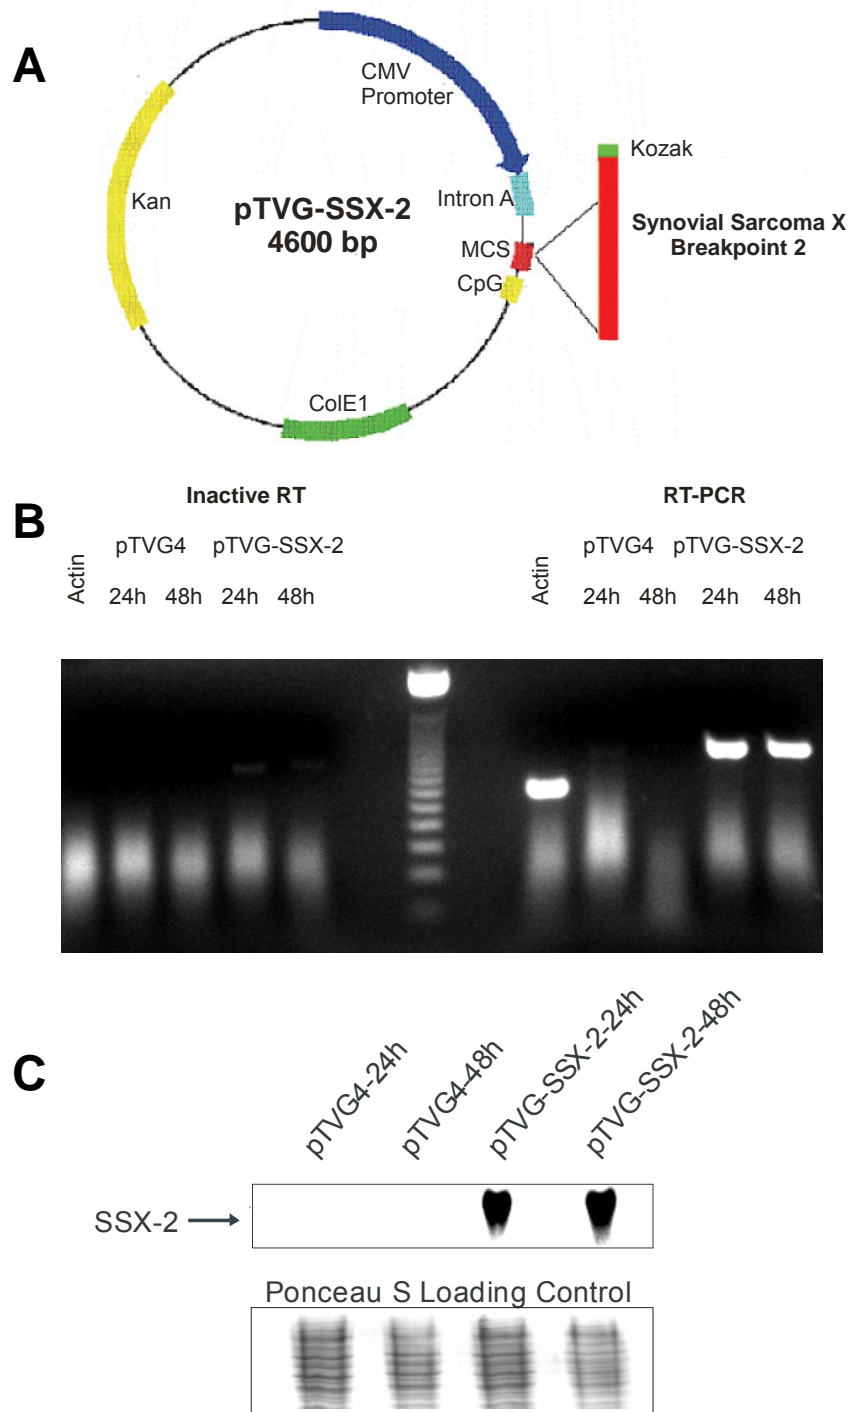 A
CMV
Promoter
Kozak
Kan
Intron A
pTVG-SSX-2
4600 bp
Synovial Sarcoma X
Breakpoint 2
MCS
CpG
ColE1
Inactive RT
RT-PCR
B
pTVG4 pTVG-SSX-2
pTVG4 pTVG-SSX-2
Actin
24h 48h 24h 48h
Actin
24h 48h 24h 48h
C
pTVG4-24h
pTVG4-48h
pTVG-SSX-2-24h
pTVG-SSX-2-48h
SSX-2
Ponceau S Loading Control